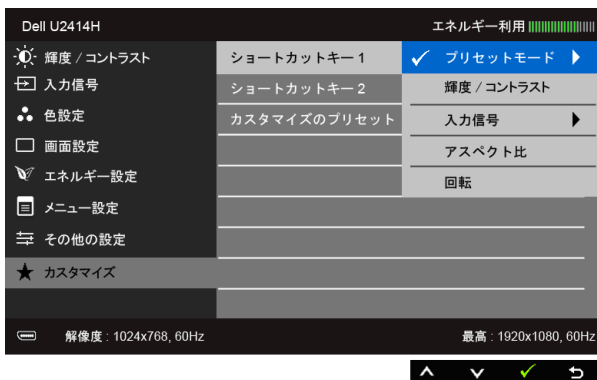 Dell U2414H
エネルギー利用
輝度 / コントラスト
入力信号
色設定
画面設定
エネルギー設定
メニュー設定
その他の設定
カスタマイズ
ショートカットキー 1
ショートカットキー 2
カスタマイズのプリセット
プリセットモード
輝度 / コントラスト
入力信号
アスペクト比
回転
解像度 : 1024x768, 60Hz
最高 : 1920x1080, 60Hz